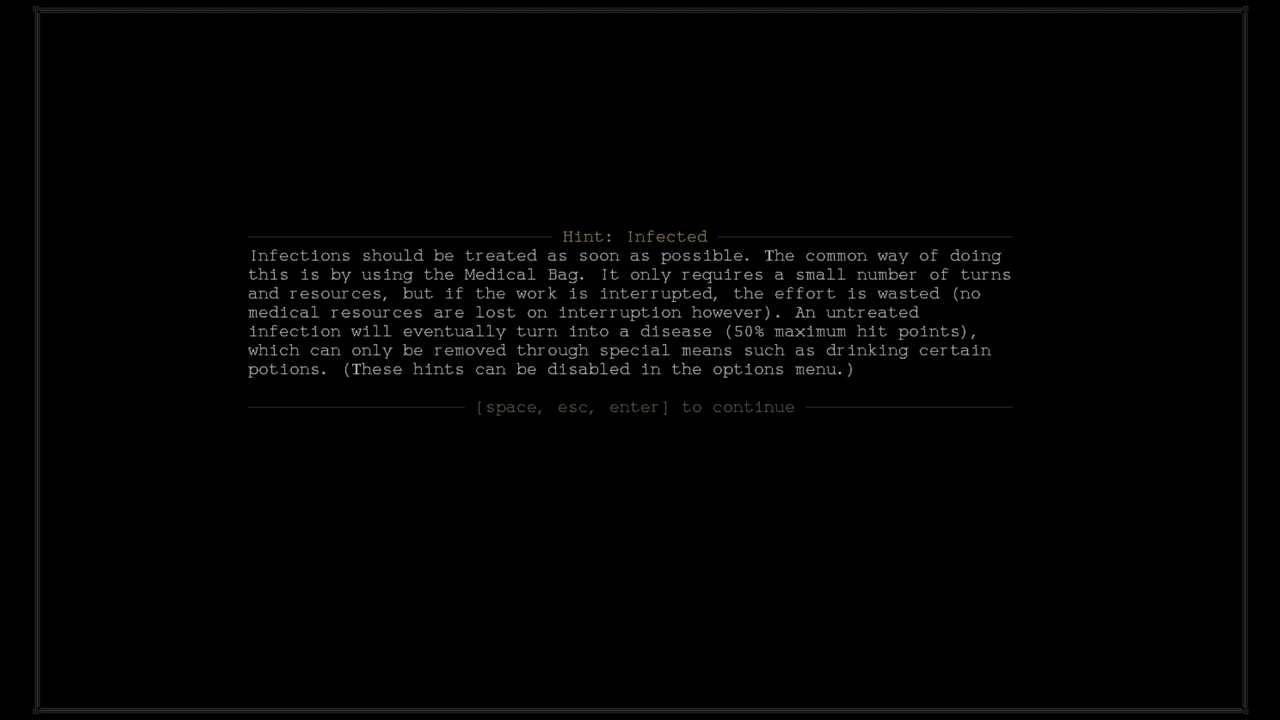 Hint: Infected
Infections should be treated as soon as possible. The common way of doing
this is by using the Medical Bag. It only requires a small number of turns
and resources, but if the work is interrupted, the effort is wasted (no
medical resources are lost on interruption however). An untreated
infection will eventually turn into a disease (50% maximum hit points),
which can only be removed through special means such as drinking certain
potions. (These hints can be disabled in the options menu.)
[space, esc, enter] to continue